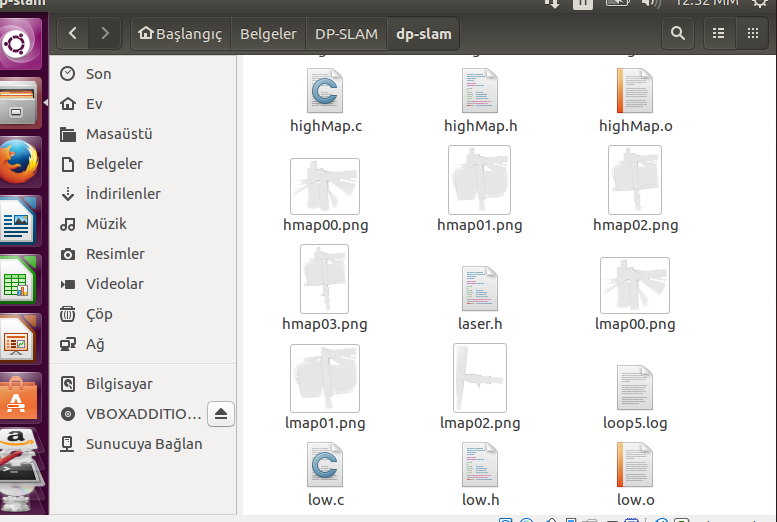 dp-slam
12:32 MM
Başlangıç Belgeler DP-SLAM dp-slam
Son
Ev
Masaüstü
Belgeler
İndirilenler
Müzik
Resimler
Videolar
Çöp
Ağ
Bilgisayar
VBOXADDITIO...
Sunucuya Bağlan
highMap.c highMap.h highMap.o
hmap00.png hmap01.png hmap02.png
hmap03.png laser.h lmap00.png
lmap01.png lmap02.png loop5.log
low.c low.h low.o